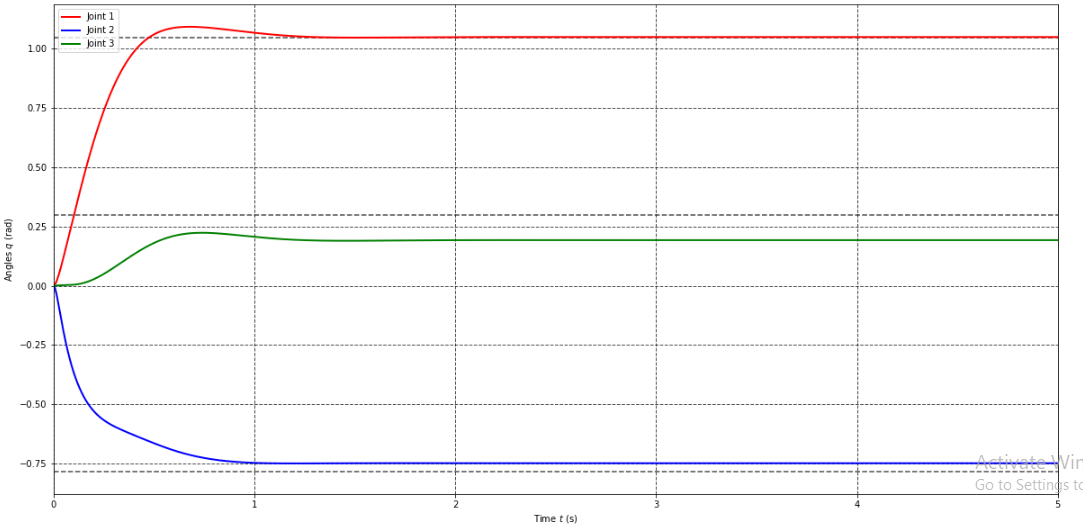 Joint 1
Joint 2
Joint 3
1.00
0.75
0.50
0.25
0.00
−0.25
−0.50
−0.75
Angles q (rad)
0
1
2
3
4
5
Time t (s)
Activate Win
Go to Settings to